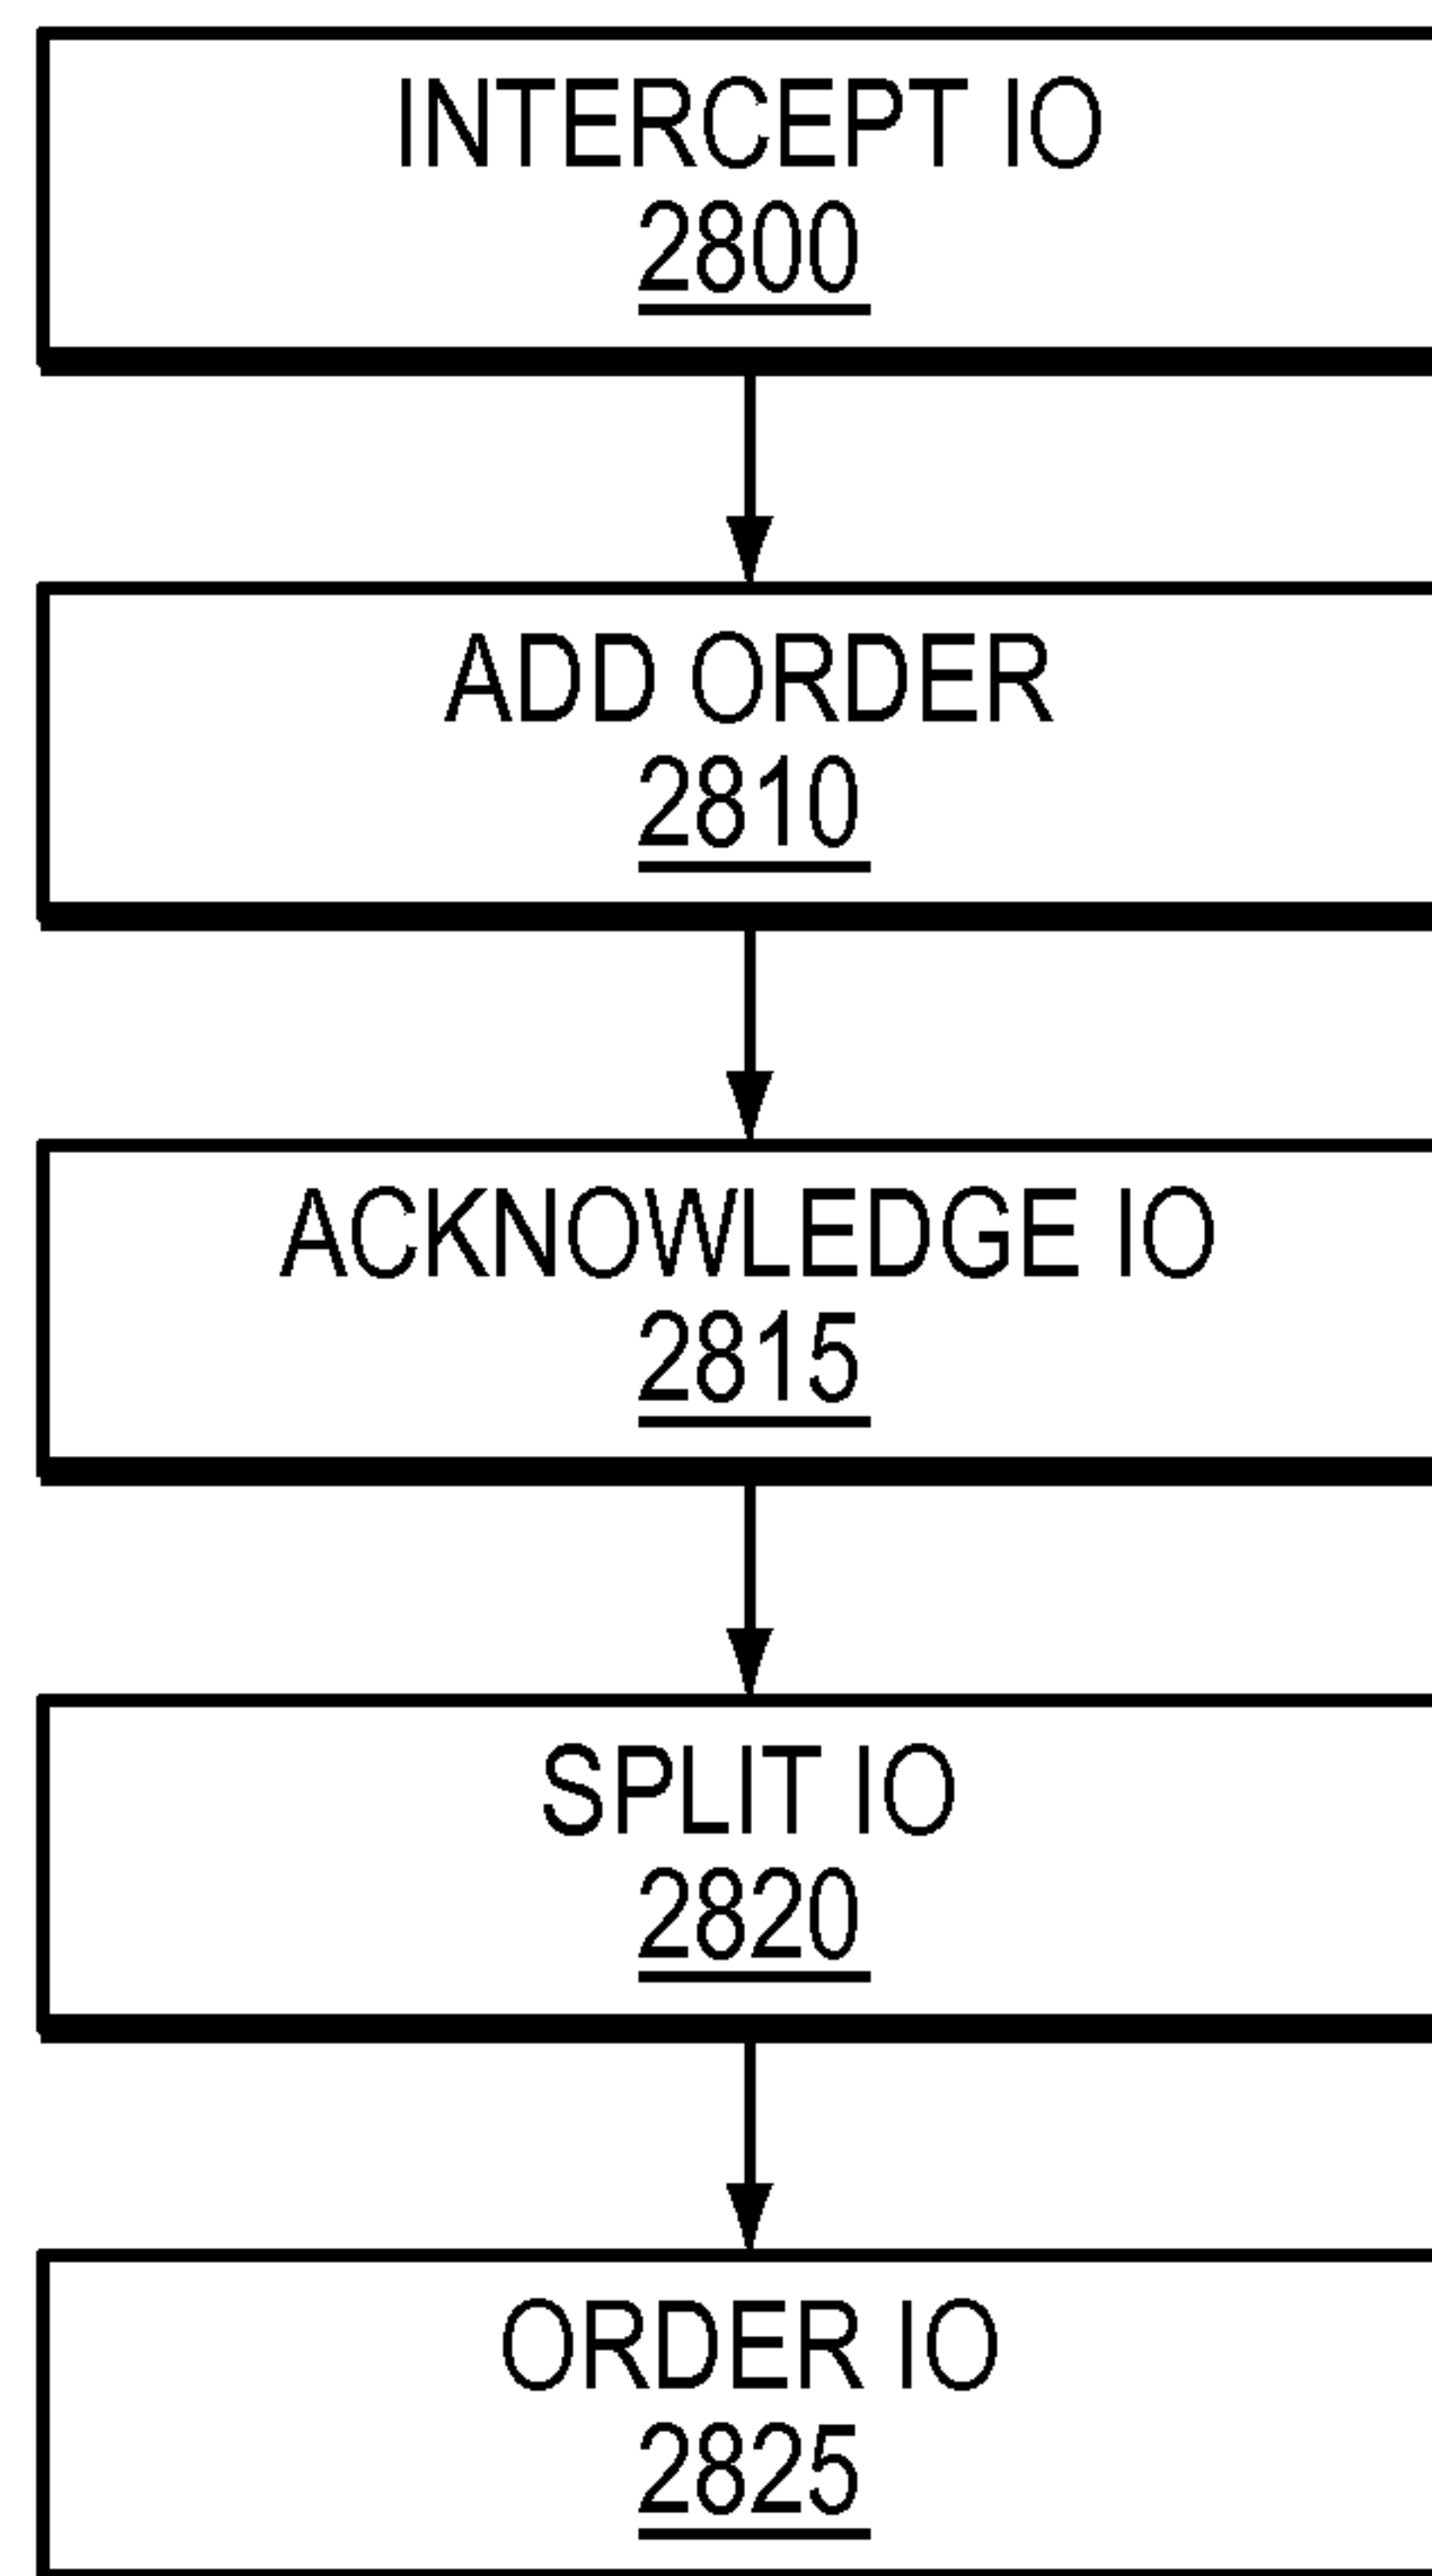 INTERCEPT IO
2800
ADD ORDER
2810
ACKNOWLEDGE IO
2815
SPLIT IO
2820
ORDER IO
2825